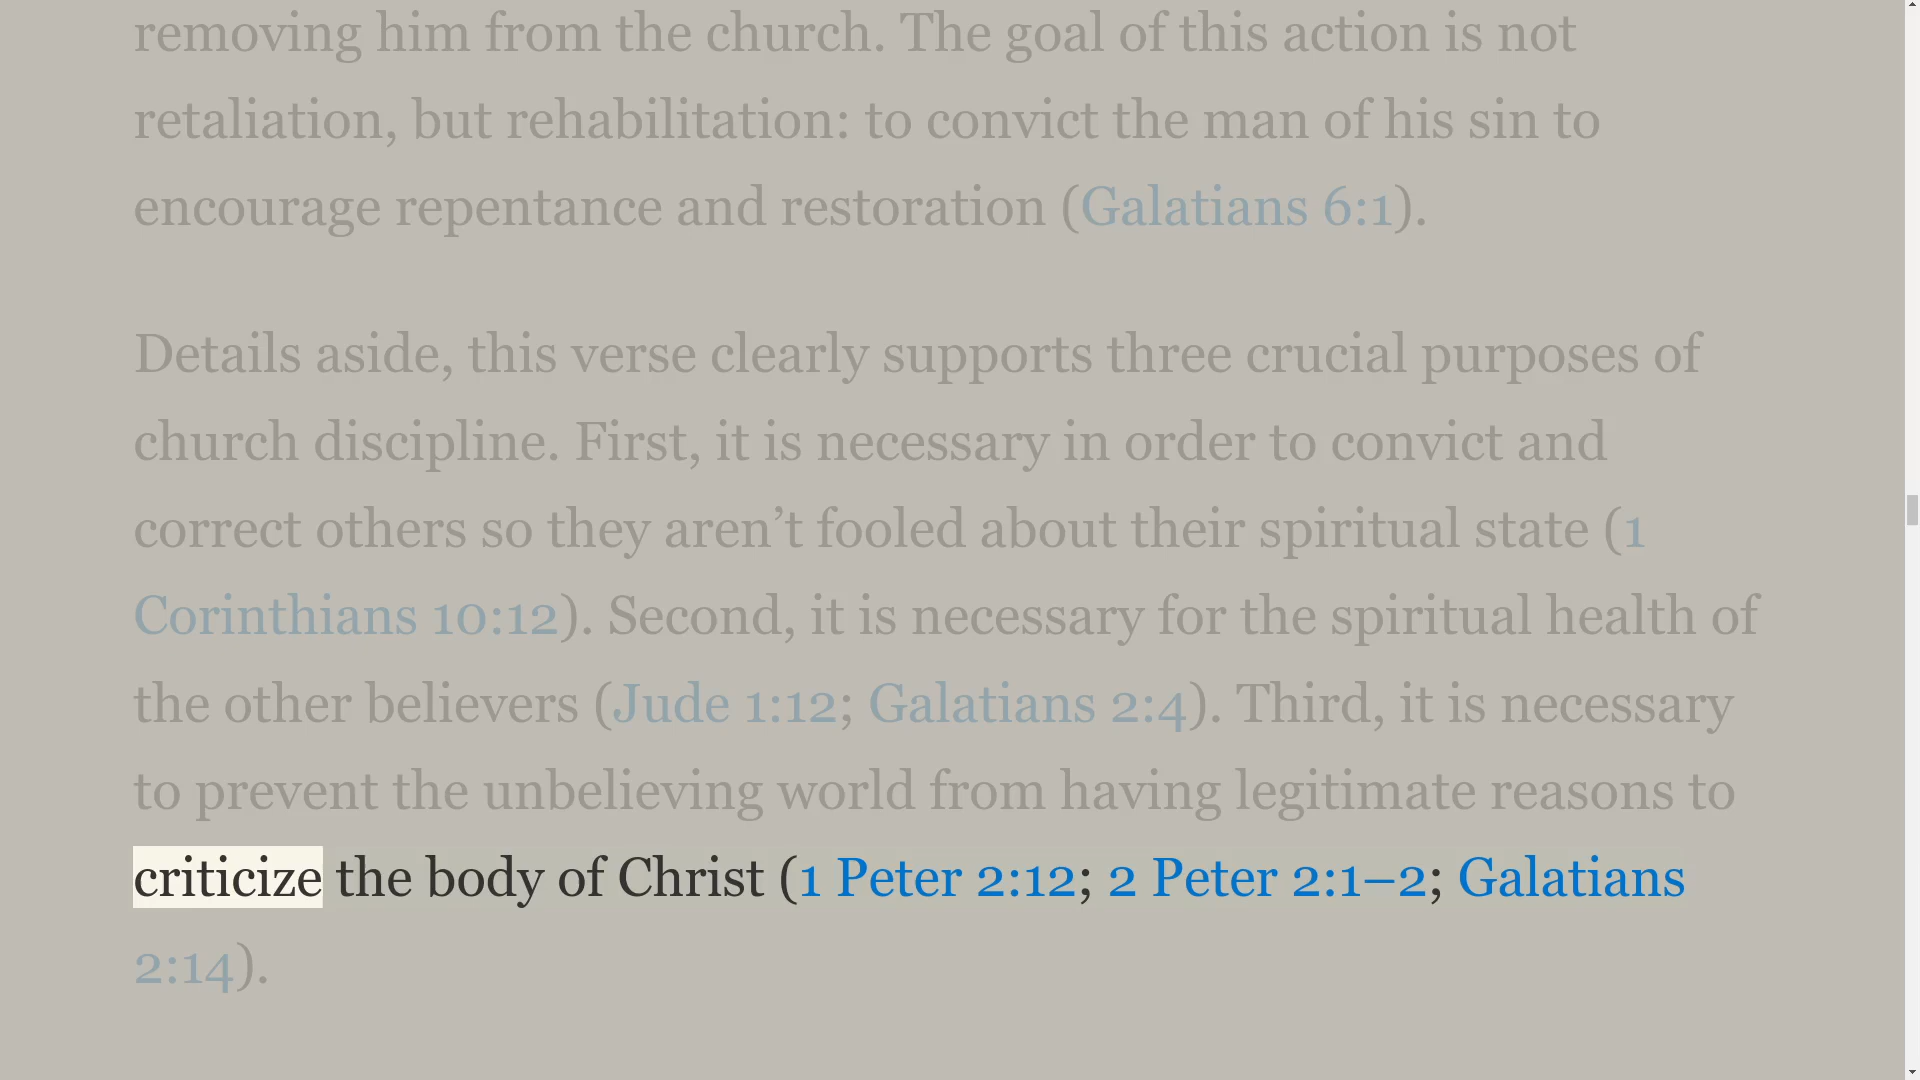 removing him from the church. The goal of this action is not
retaliation, but rehabilitation: to convict the man of his sin to
encourage repentance and restoration (Galatians 6:1).
Details aside, this verse clearly supports three crucial purposes of
church discipline. First, it is necessary in order to convict and
correct others so they aren’t fooled about their spiritual state (1
Corinthians 10:12). Second, it is necessary for the spiritual health of
the other believers (Jude 1:12; Galatians 2:4). Third, it is necessary
to prevent the unbelieving world from having legitimate reasons to
criticize the body of Christ (1 Peter 2:12; 2 Peter 2:1–2; Galatians
2:14).